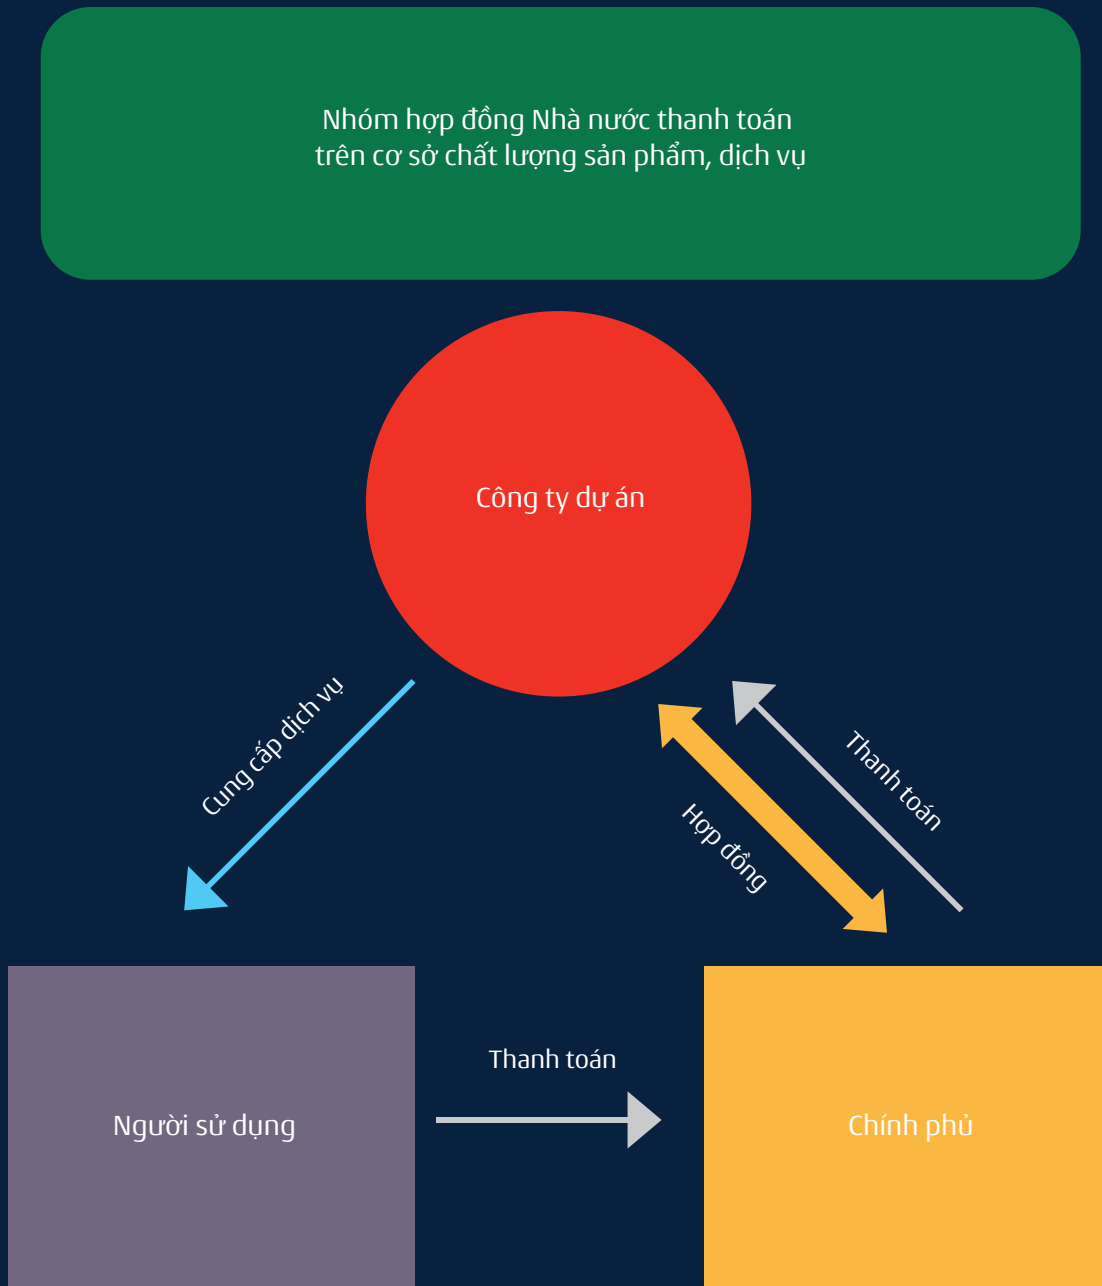 Nhóm hợp đồng Nhà nước thanh toán
trên cơ sở chất lượng sản phẩm, dịch vụ
Công ty dự án
Cung cấp dịch vụ
Thanh toán
Hợp đồng
Thanh toán
Người sử dụng
Chính phủ